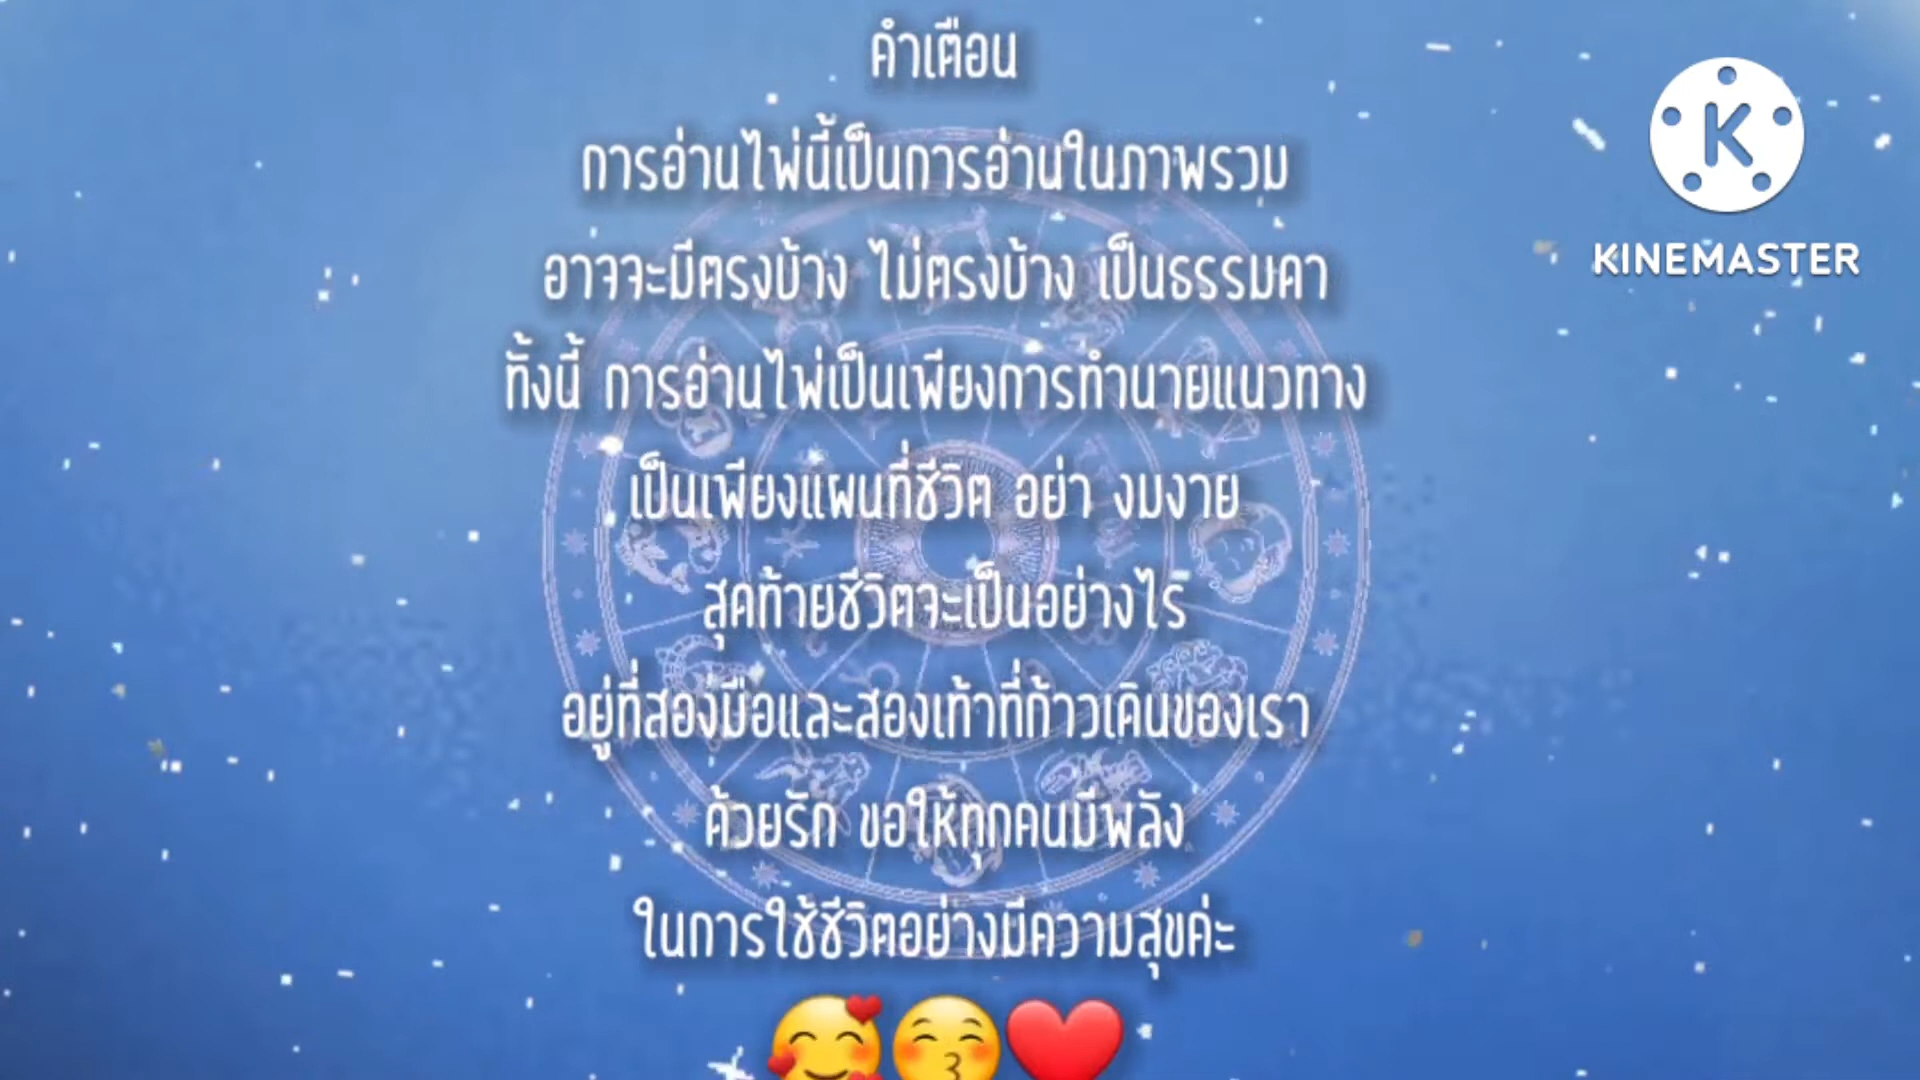 คำเตือน
การอ่านไพ่นี้เป็นการอ่านในภาพรวม
อาจจะมีตรงบ้าง ไม่ตรงบ้าง เป็นธรรมดา
ทั้งนี้ การอ่านไพ่เป็นเพียงการทำนายแนวทาง
เป็นเพียงแผนที่ชีวิต อย่า งมงาย
สุดท้ายชีวิตจะเป็นอย่างไร
อยู่ที่สองมือและสองเท้าที่ก้าวเดินของเรา
ด้วยรัก ขอให้ทุกคนมีพลัง
ในการใช้ชีวิตอย่างมีความสุขค่ะ
🥰😚❤️
K
KINEMASTER